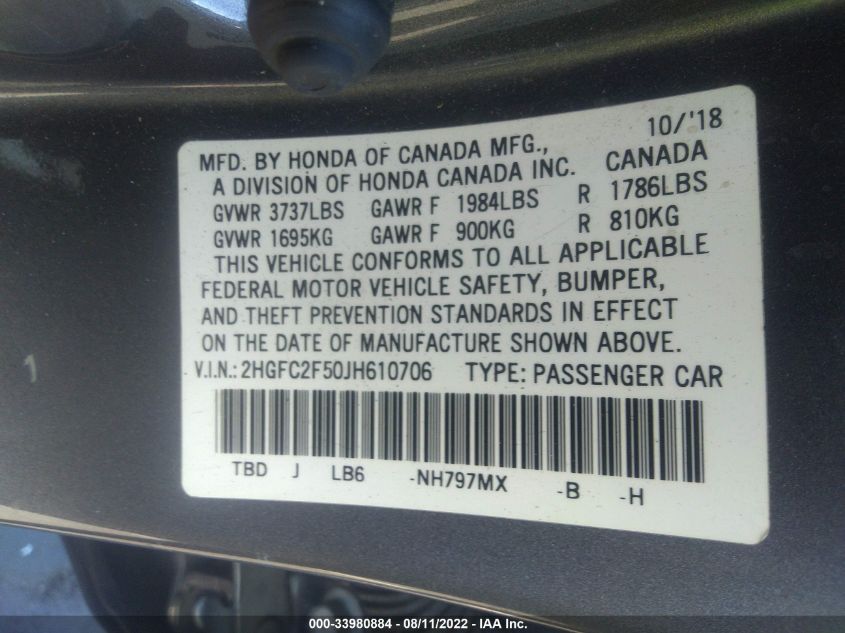 10/'18
MFD. BY HONDA OF CANADA MFG.,
A DIVISION OF HONDA CANADA INC. CANADA
GVWR 3737LBS GAWR F 1984LBS R 1786LBS
GVWR 1695KG GAWR F 900KG R 810KG
THIS VEHICLE CONFORMS TO ALL APPLICABLE
FEDERAL MOTOR VEHICLE SAFETY, BUMPER,
AND THEFT PREVENTION STANDARDS IN EFFECT
ON THE DATE OF MANUFACTURE SHOWN ABOVE.
V.I.N.: 2HGFC2F50JH610706 TYPE: PASSENGER CAR
TBD J LB6 -NH797MX -B -H
000-33980884 - 08/11/2022 - IAA Inc.